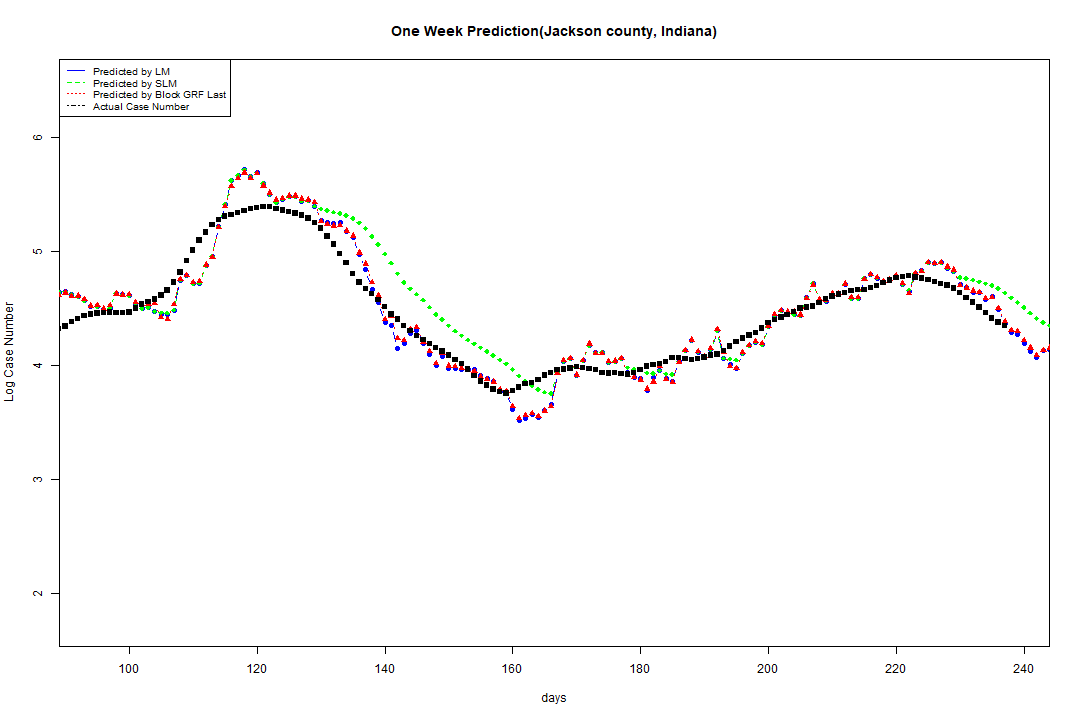 One Week Prediction(Jackson county, Indiana)
Predicted by LM
Predicted by SLM
Predicted by Block GRF Last
Actual Case Number
6
5
4
3
2
Log Case Number
100 120 140 160 180 200 220 240
days